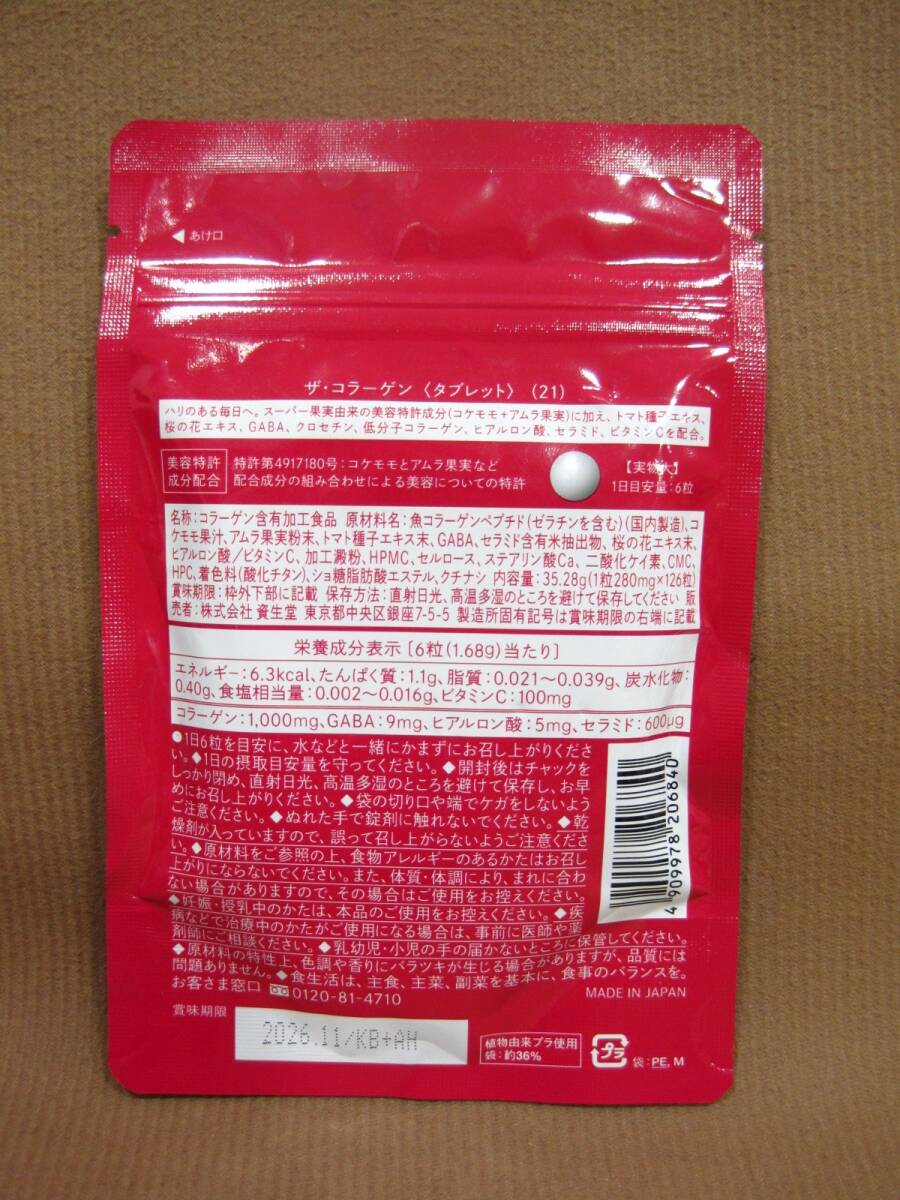 ◀あけ口
ザ・コラーゲン〈タブレット〉(21)
ハリのある毎日へ。スーパー果実由来の美容特許成分(コケモモ+アムラ果実)に加え、トマト種子エキス、
桜の花エキス、GABA、クロセチン、低分子コラーゲン、ヒアルロン酸、セラミド、ビタミンCを配合。
美容特許
成分配合
特許第4917180号:コケモモとアムラ果実など
配合成分の組み合わせによる美容についての特許
【実物大】
1日目安量:6粒
名称:コラーゲン含有加工食品 原材料名:魚コラーゲンペプチド(ゼラチンを含む)(国内製造)、コ
ケモモ果汁、アムラ果実粉末、トマト種子エキス末、GABA、セラミド含有米抽出物、桜の花エキス末、
ヒアルロン酸/ビタミンC、加工澱粉、HPMC、セルロース、ステアリン酸Ca、二酸化ケイ素、CMC、
HPC、着色料(酸化チタン)、ショ糖脂肪酸エステル、クチナシ 内容量:35.28g(1粒280mg×126粒)
賞味期限:枠外下部に記載 保存方法:直射日光、高温多湿のところを避けて保存してください 販
売者:株式会社 資生堂 東京都中央区銀座7-5-5 製造所固有記号は賞味期限の右端に記載
栄養成分表示[6粒(1.68g)当たり]
エネルギー:6.3kcal、たんぱく質:1.1g、脂質:0.021〜0.039g、炭水化物:
0.40g、食塩相当量:0.002〜0.016g、ビタミンC:100mg
コラーゲン:1,000mg、GABA:9mg、ヒアルロン酸:5mg、セラミド:600μg
●1日6粒を目安に、水などと一緒にかまずにお召し上がりくださ
い。◆1日の摂取目安量を守ってください。◆開封後はチャックを
しっかり閉め、直射日光、高温多湿のところを避けて保存し、お早
めにお召し上がりください。◆袋の切り口や端でケガをしないよう
ご注意ください。◆ぬれた手で錠剤に触れないでください。◆乾
燥剤が入っていますので、誤って召し上がらないようご注意くださ
い。◆原材料をご参照の上、食物アレルギーのあるかたはお召し
上がりにならないでください。また、体質・体調により、まれに合わ
ない場合がありますので、その場合はご使用をお控えください。
◆妊娠・授乳中のかたは、本品のご使用をお控えください。◆疾
病などで治療中のかたがご使用になる場合は、事前に医師や薬
剤師にご相談ください。◆乳幼児・小児の手の届かないところに保管してください。
◆原材料の特性上、色調や香りにバラツキが生じる場合がありますが、品質には
問題ありません。◆食生活は、主食、主菜、副菜を基本に、食事のバランスを。
お客さま窓口 0120-81-4710
MADE IN JAPAN
4 909978 206840
賞味期限
2026.11/KB+AH
植物由来プラ使用
袋:約36%
プラ
袋:PE, M